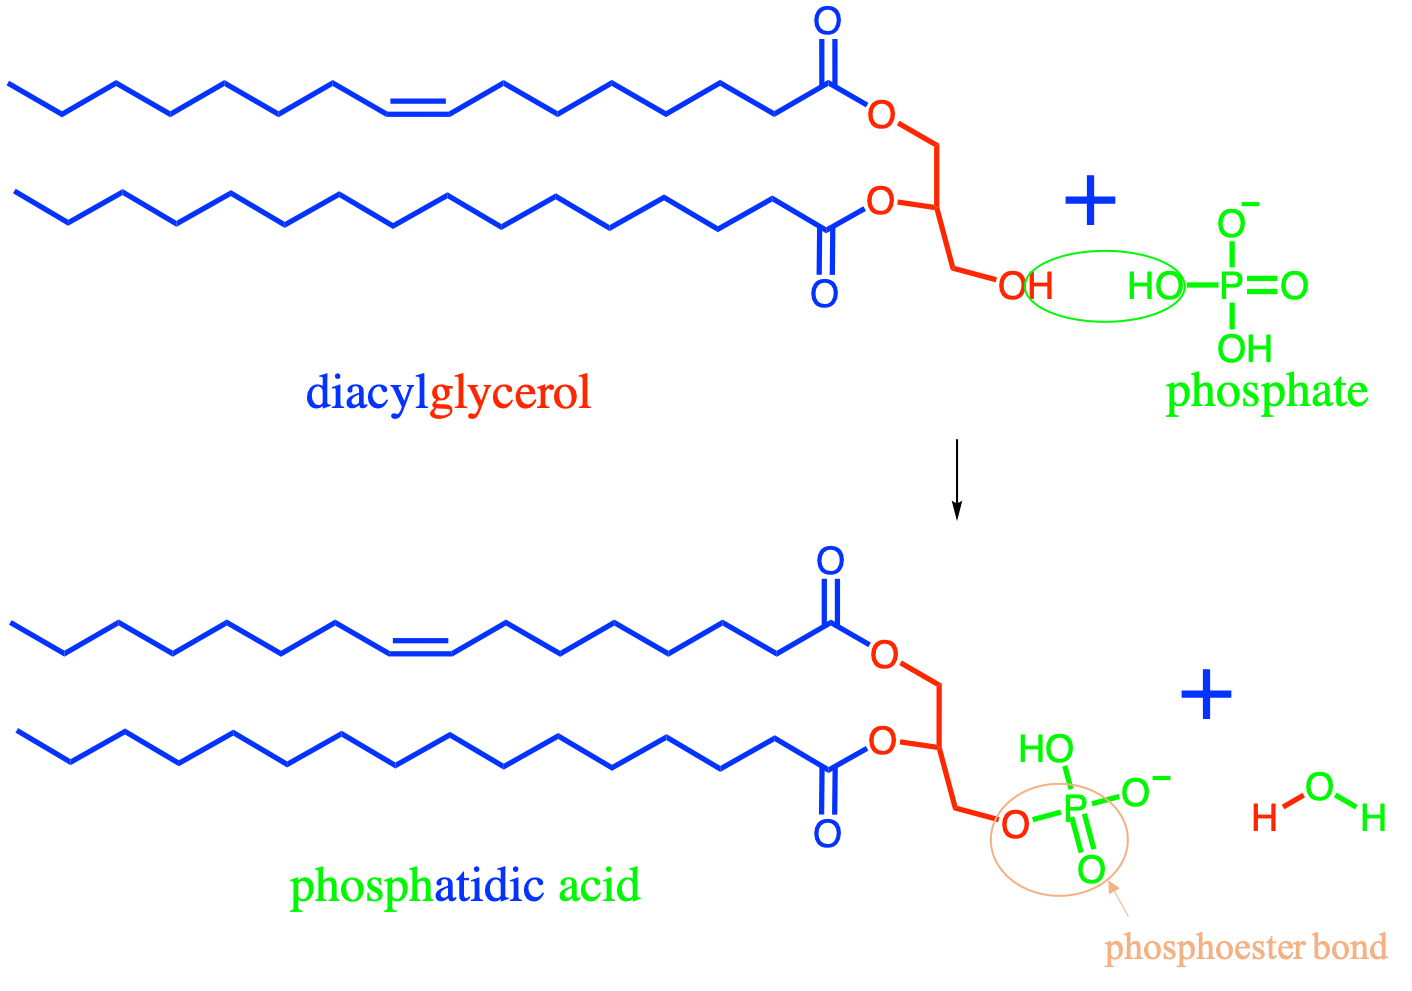 O
O
O
O
+
O−
OH
HO
P
O
OH
diacylglycerol
phosphate
O
O
O
HO
+
P
O−
O
O
H
H
O
O
O
phosphatidic acid
phosphoester bond